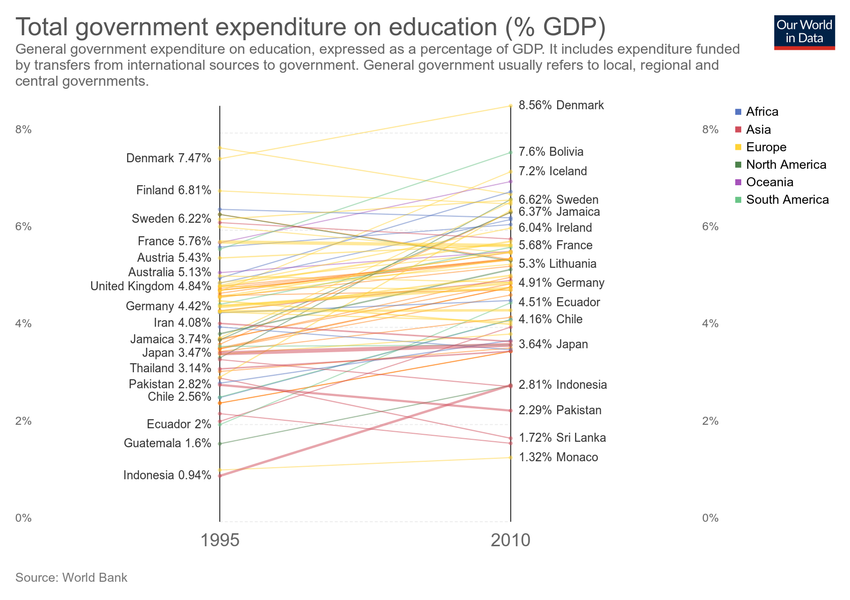 Total government expenditure on education (% GDP)
Our World
in Data
General government expenditure on education, expressed as a percentage of GDP. It includes expenditure funded
by transfers from international sources to government. General government usually refers to local, regional and
central governments.
8%
6%
4%
2%
0%
Denmark 7.47%
Finland 6.81%
Sweden 6.22%
France 5.76%
Austria 5.43%
Australia 5.13%
United Kingdom 4.84%
Germany 4.42%
Iran 4.08%
Jamaica 3.74%
Japan 3.47%
Thailand 3.14%
Pakistan 2.82%
Chile 2.56%
Ecuador 2%
Guatemala 1.6%
Indonesia 0.94%
8.56% Denmark
7.6% Bolivia
7.2% Iceland
6.62% Sweden
6.37% Jamaica
6.04% Ireland
5.68% France
5.3% Lithuania
4.91% Germany
4.51% Ecuador
4.16% Chile
3.64% Japan
2.81% Indonesia
2.29% Pakistan
1.72% Sri Lanka
1.32% Monaco
8%
6%
4%
2%
0%
Africa
Asia
Europe
North America
Oceania
South America
1995
2010
Source: World Bank